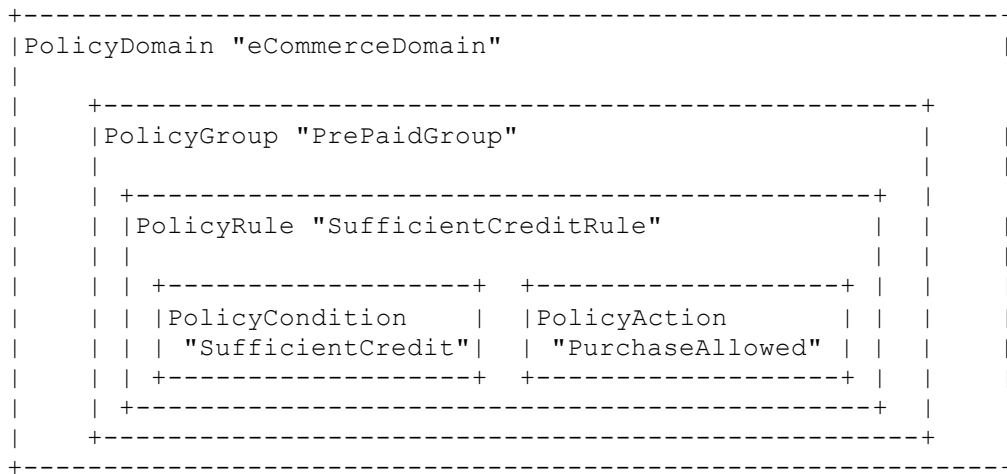 PolicyDomain "eCommerceDomain"
PolicyGroup "PrePaidGroup"
PolicyRule "SufficientCreditRule"
PolicyCondition PolicyAction
"SufficientCredit" "PurchaseAllowed"